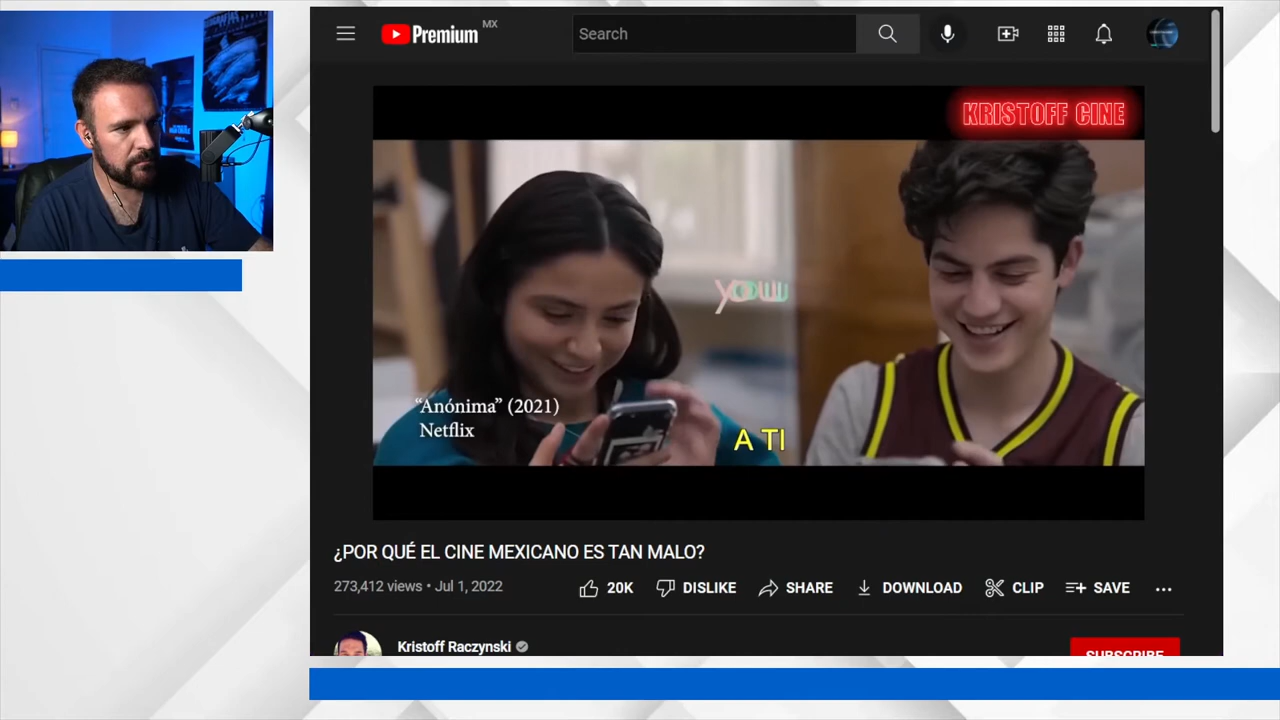 Premium MX
Search
KRISTOFF CINE
“Anónima” (2021)
Netflix
A TI
¿POR QUÉ EL CINE MEXICANO ES TAN MALO?
273,412 views • Jul 1, 2022
20K
DISLIKE
SHARE
DOWNLOAD
CLIP
SAVE
Kristoff Raczynski
SUBSCRIBE